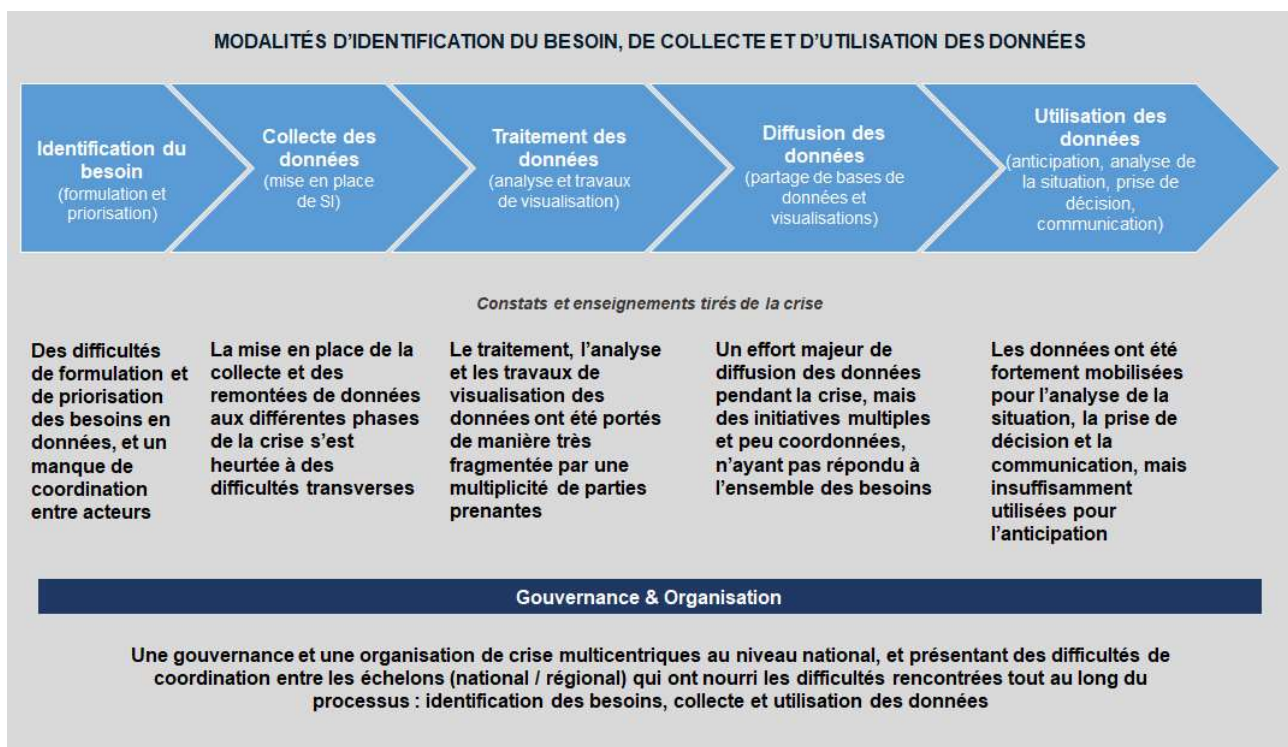 MODALITÉS D'IDENTIFICATION DU BESOIN, DE COLLECTE ET D'UTILISATION DES DONNÉES
Identification du
besoin
(formulation et
priorisation)
Collecte des
données
(mise en place
de SI)
Traitement des
données
(analyse et travaux
de visualisation)
Diffusion des
données
(partage de bases de
données et
visualisations)
Utilisation des
données
(anticipation, analyse de
la situation, prise de
décision,
communication)
Constats et enseignements tirés de la crise
Des difficultés
de formulation et
de priorisation
des besoins en
données, et un
manque de
coordination
entre acteurs
La mise en place de la
collecte et des
remontées de données
aux différentes phases
de la crise s'est
heurtée à des
difficultés transverses
Le traitement, l'analyse
et les travaux de
visualisation des
données ont été portés
de manière très
fragmentée par une
multiplicité de parties
prenantes
Un effort majeur de
diffusion des données
pendant la crise, mais
des initiatives multiples
et peu coordonnées,
n'ayant pas répondu à
l'ensemble des besoins
Les données ont été
fortement mobilisées
pour l'analyse de la
situation, la prise de
décision et la
communication, mais
insuffisamment
utilisées pour
l'anticipation
Gouvernance & Organisation
Une gouvernance et une organisation de crise multicentriques au niveau national, et présentant des difficultés de
coordination entre les échelons (national / régional) qui ont nourri les difficultés rencontrées tout au long du
processus : identification des besoins, collecte et utilisation des données